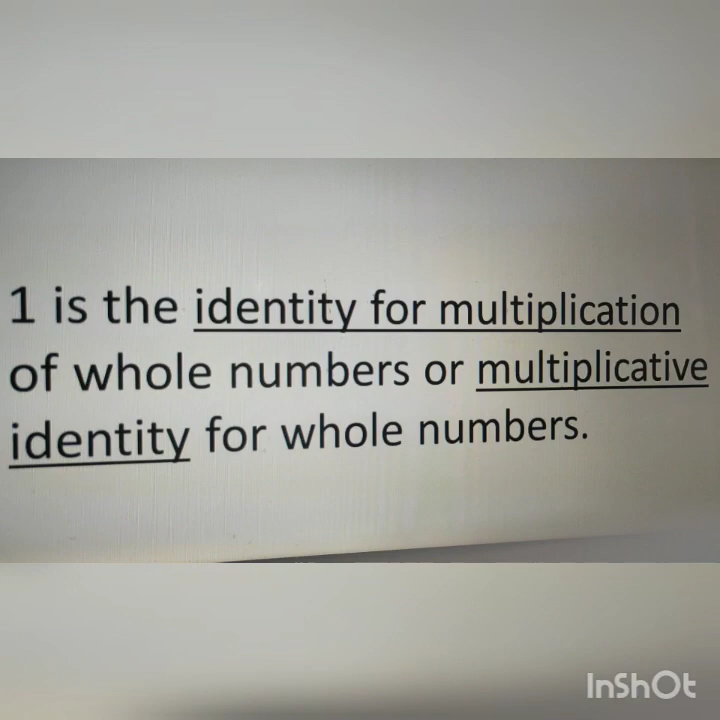 1 is the identity for multiplication
of whole numbers or multiplicative
identity for whole numbers.
InShOt